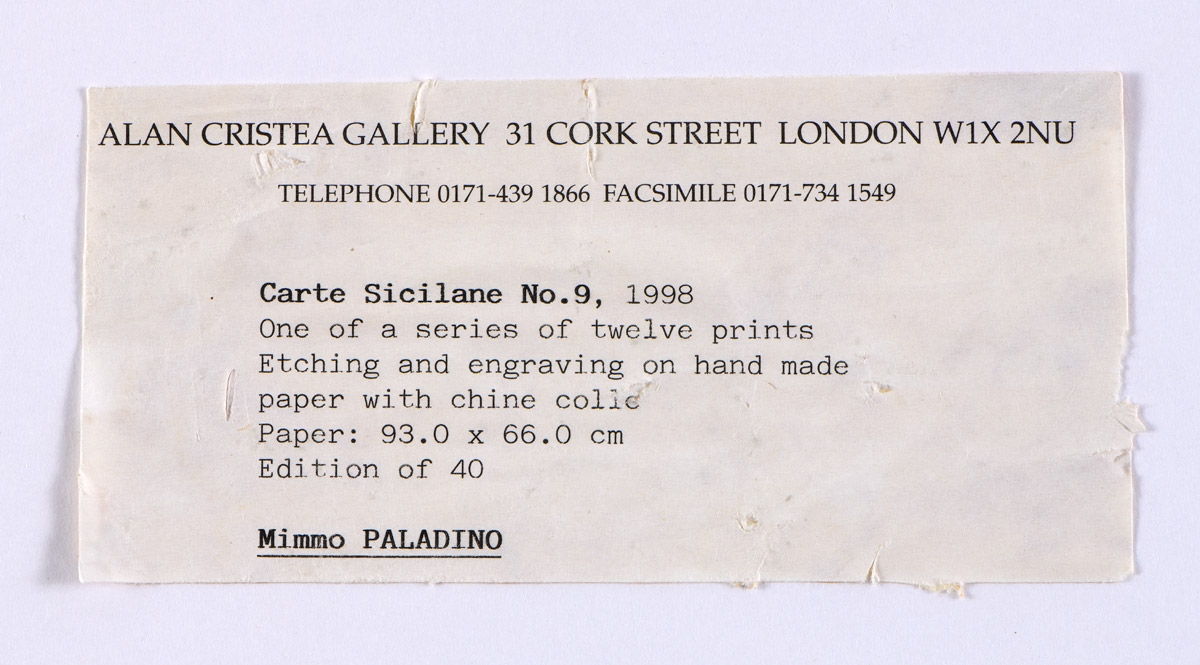 ALAN CRISTEA GALLERY 31 CORK STREET LONDON W1X 2NU
TELEPHONE 0171-439 1866 FACSIMILE 0171-734 1549
Carte Sicilane No.9, 1998
One of a series of twelve prints
Etching and engraving on hand made
paper with chine colle
Paper: 93.0 x 66.0 cm
Edition of 40
Mimmo PALADINO